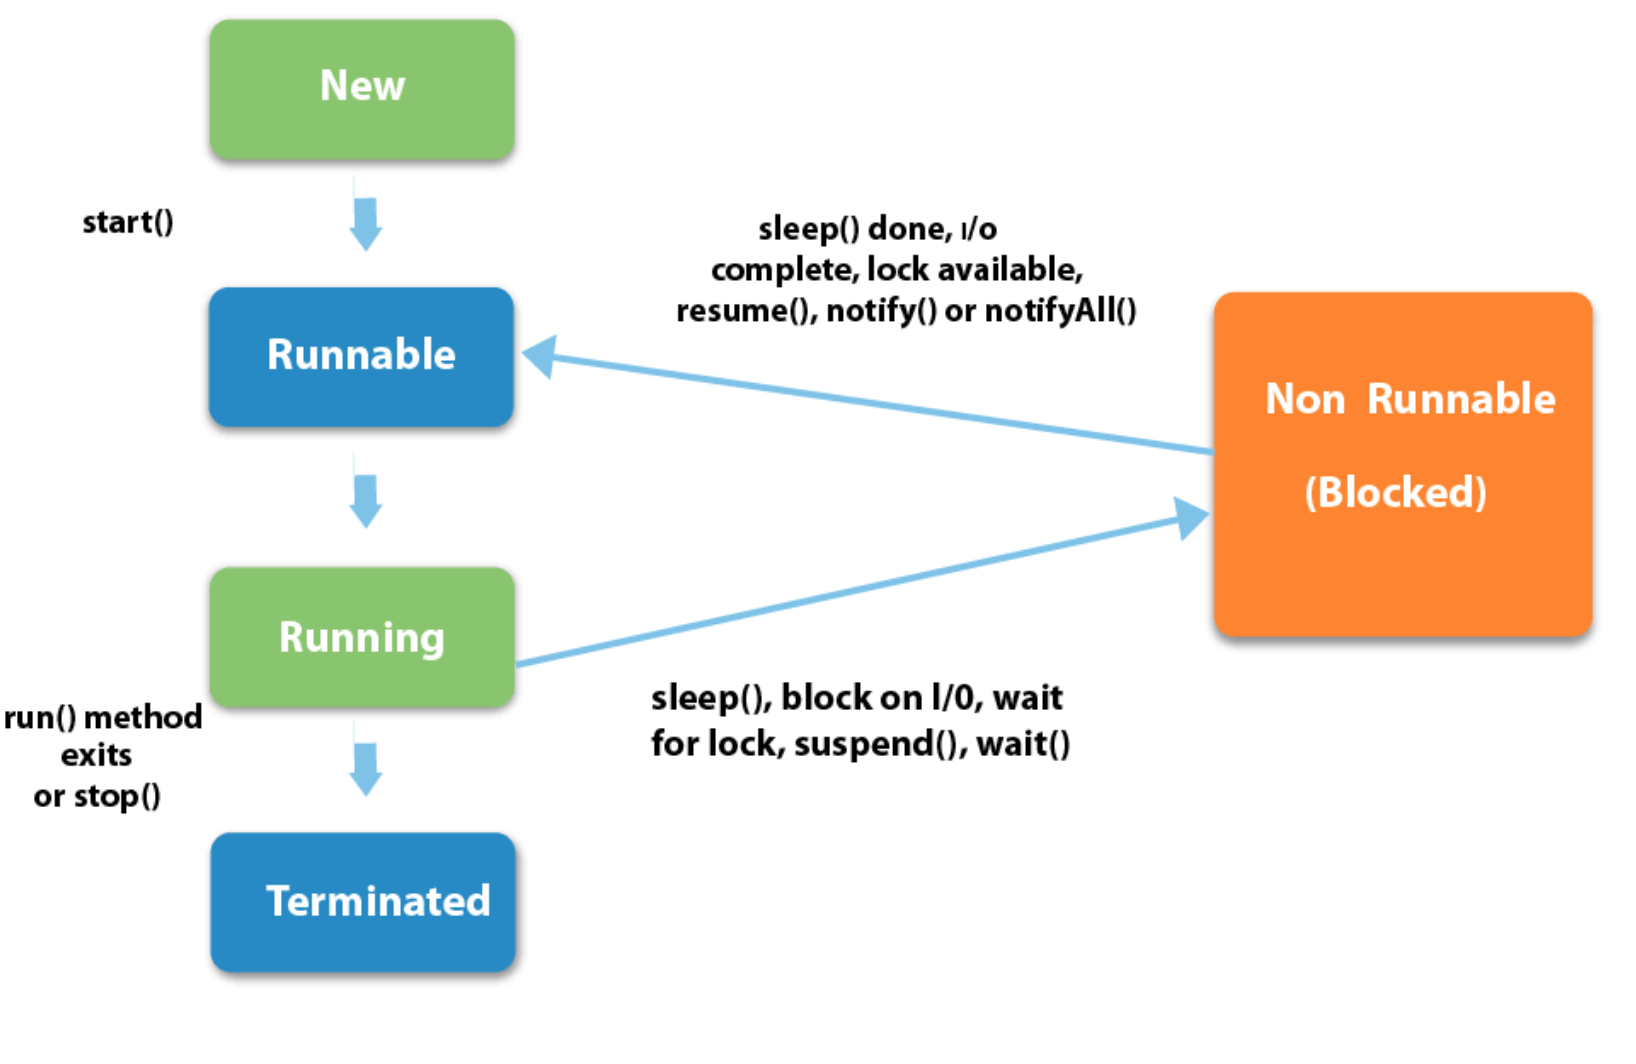 New
start()
sleep() done, I/o
complete, lock available,
resume(), notify() or notifyAll()
Runnable
Non Runnable
(Blocked)
Running
sleep(), block on l/0, wait
for lock, suspend(), wait()
run() method
exits
or stop()
Terminated